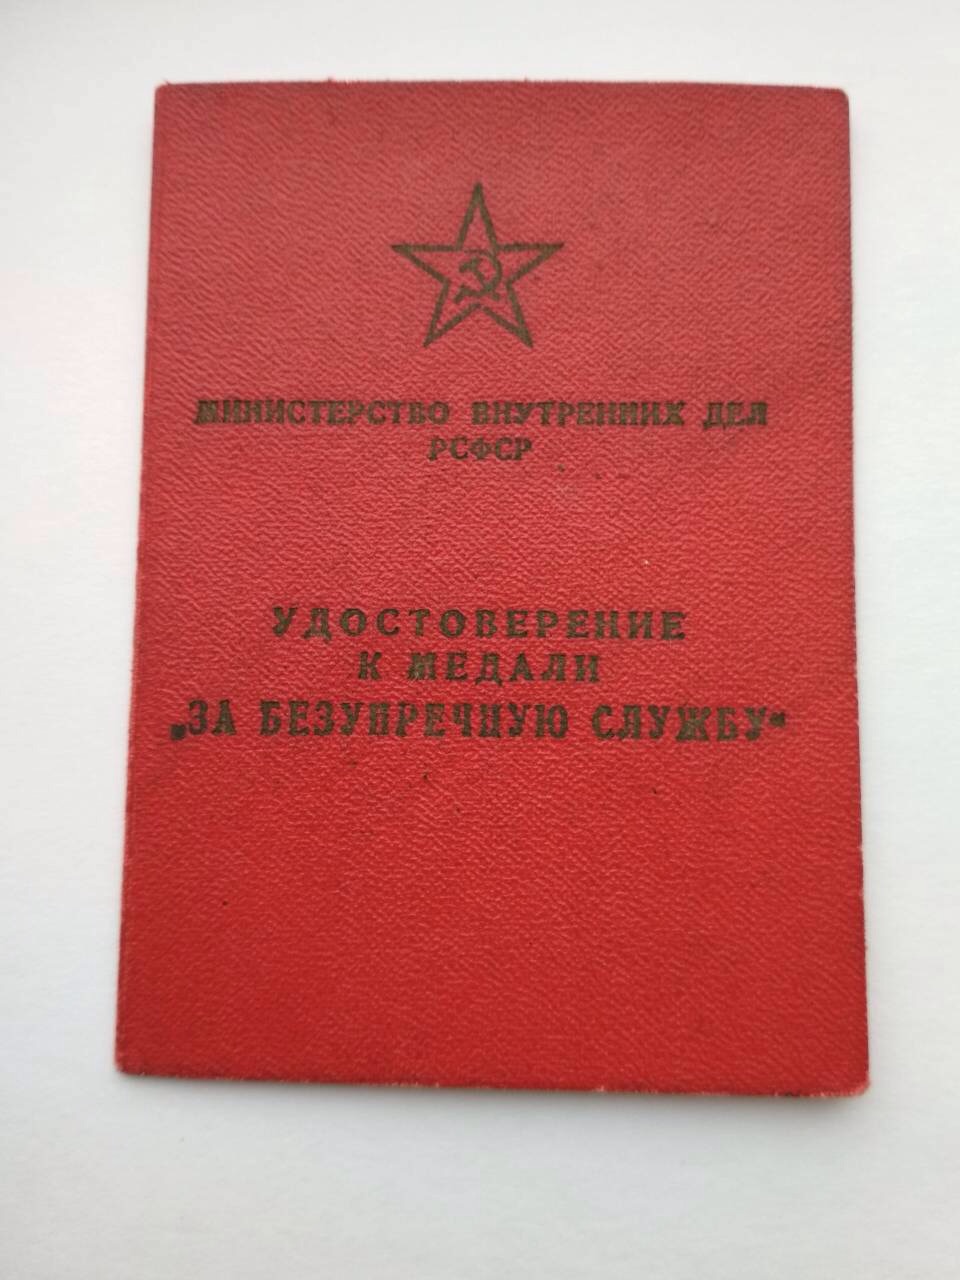 МИНИСТЕРСТВО ВНУТРЕННИХ ДЕЛ
РСФСР
УДОСТОВЕРЕНИЕ
К МЕДАЛИ
„ЗА БЕЗУПРЕЧНУЮ СЛУЖБУ“